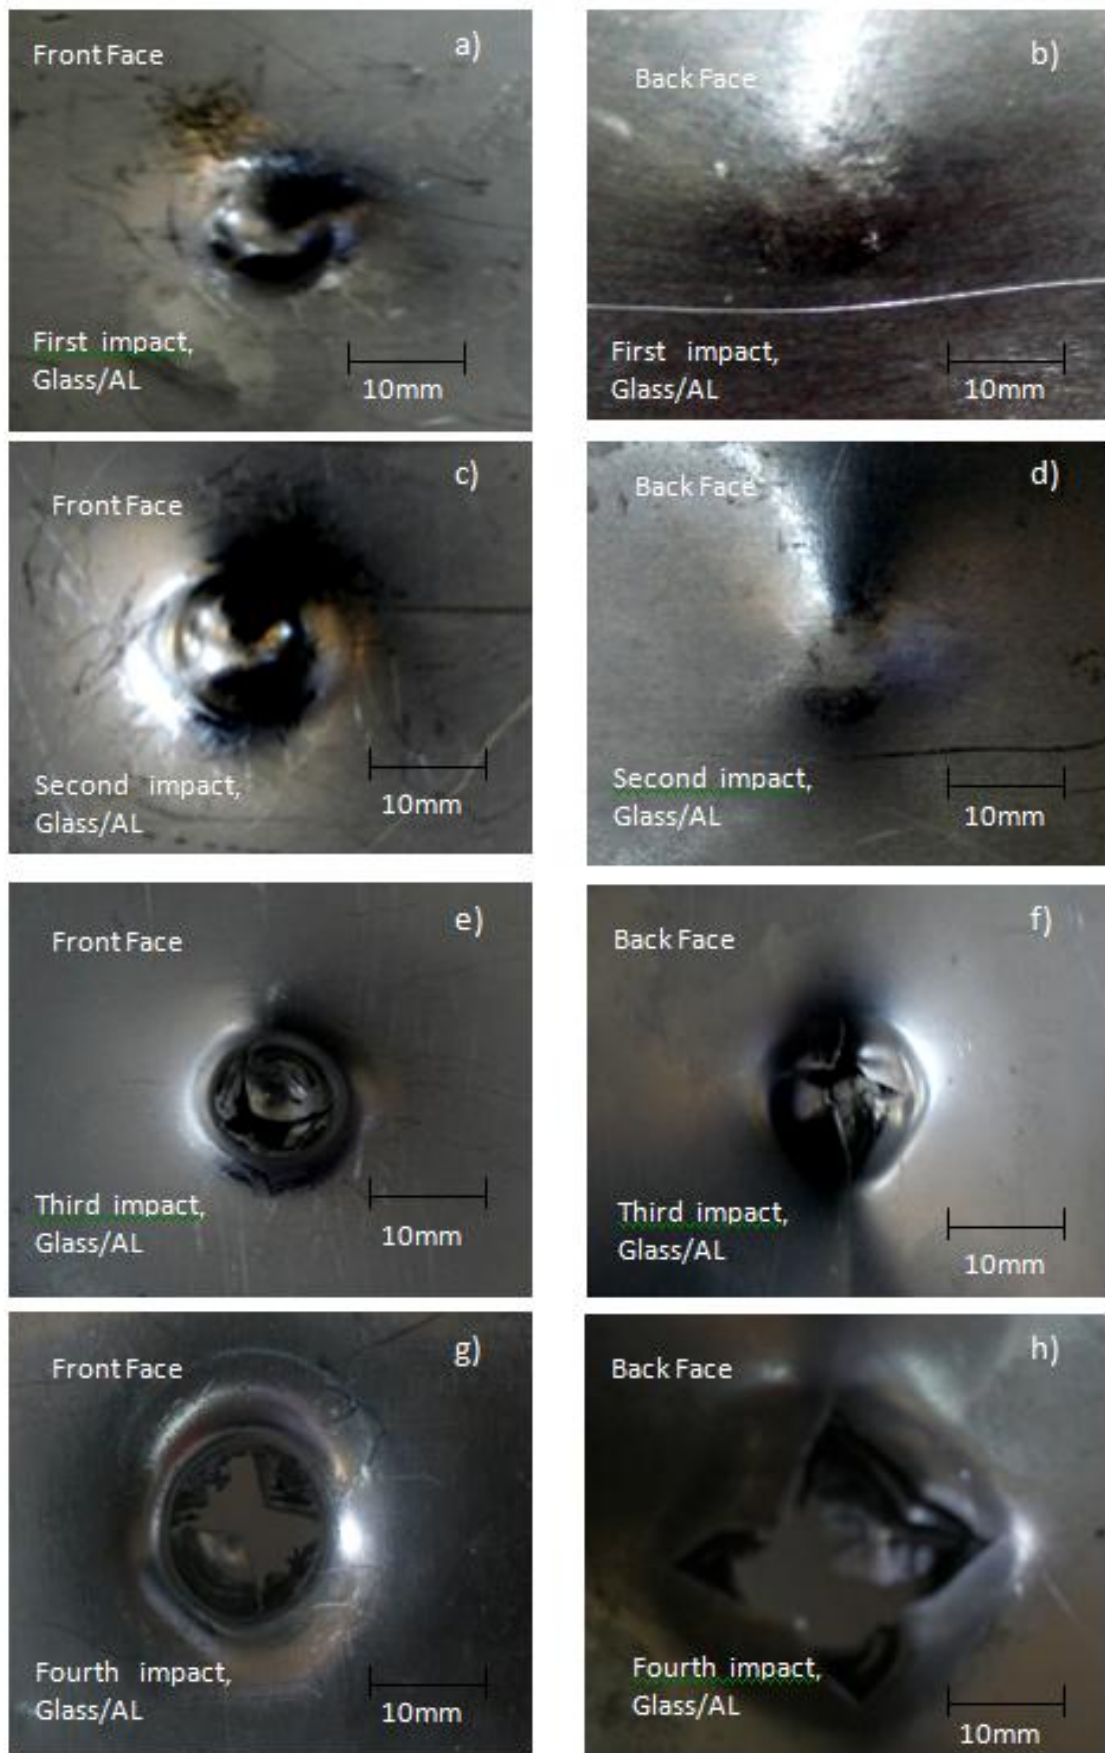 Front Face
a)
First impact,
Glass/AL
10mm
Back Face
b)
First impact,
Glass/AL
10mm
Front Face
c)
Second impact,
Glass/AL
10mm
Back Face
d)
Second impact,
Glass/AL
10mm
Front Face
e)
Third impact,
Glass/AL
10mm
Back Face
f)
Third impact,
Glass/AL
10mm
Front Face
g)
Fourth impact,
Glass/AL
10mm
Back Face
h)
Fourth impact,
Glass/AL
10mm